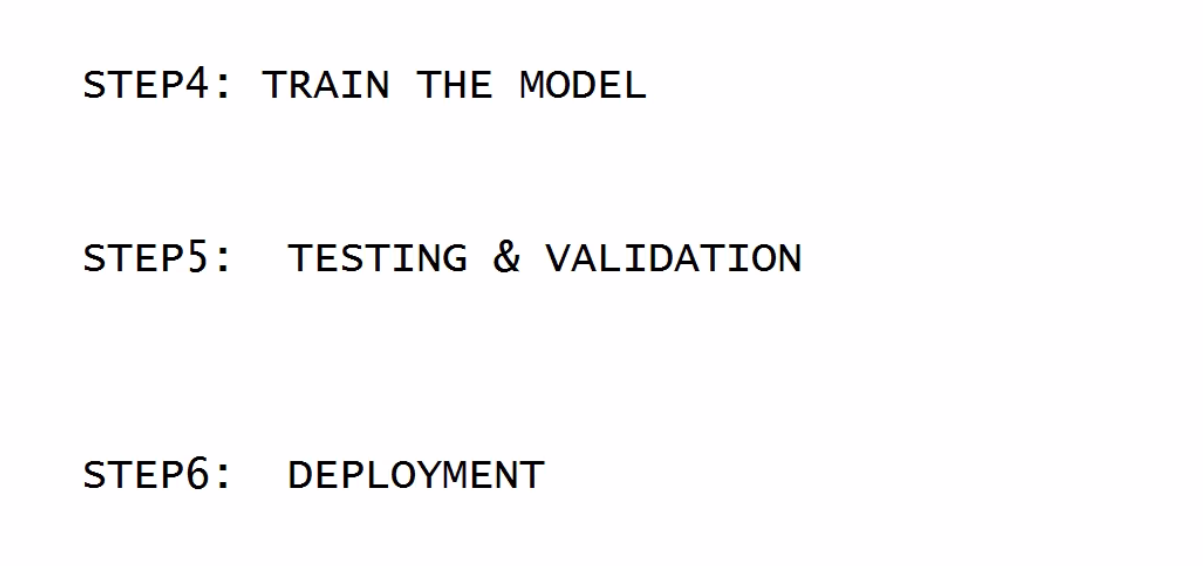 STEP4: TRAIN THE MODEL
STEP5: TESTING & VALIDATION
STEP6: DEPLOYMENT